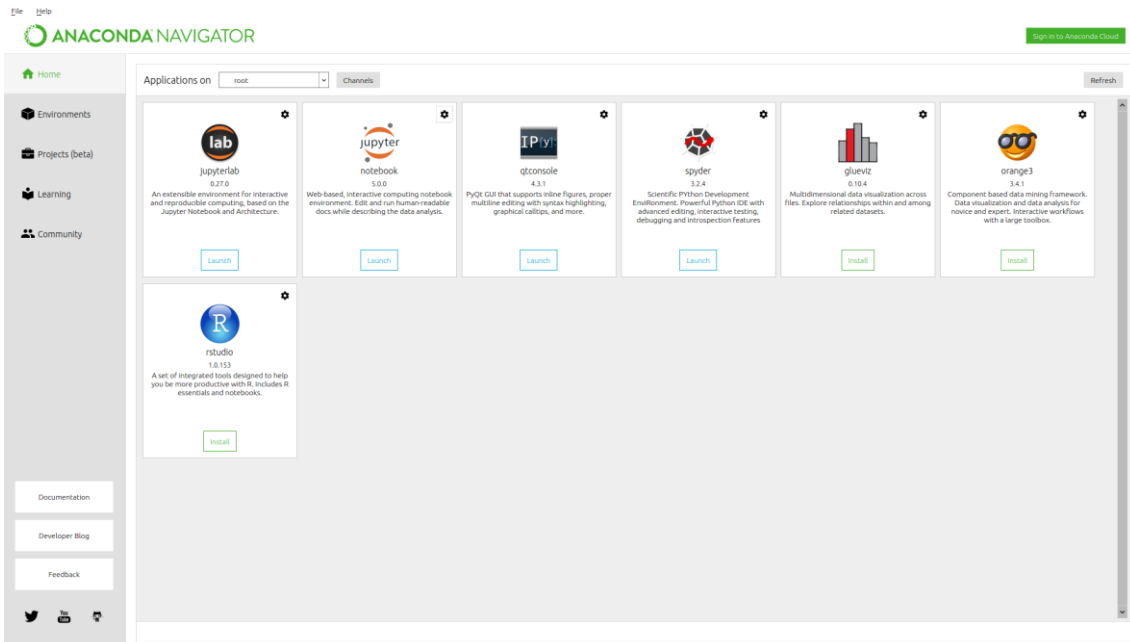 File Help
ANACONDA NAVIGATOR
Sign in to Anaconda Cloud
Home
Environments
Projects (beta)
Learning
Community
Documentation
Developer Blog
Feedback
You
Tube
Applications on root Channels Refresh
lab
jupyterlab
0.27.0
An extensible environment for interactive
and reproducible computing, based on the
Jupyter Notebook and Architecture.
Launch
jupyter
notebook
5.0.0
Web-based, interactive computing notebook
environment. Edit and run human-readable
docs while describing the data analysis.
Launch
IP[y]:
qtconsole
4.3.1
PyQt GUI that supports inline figures, proper
multiline editing with syntax highlighting,
graphical calltips, and more.
Launch
spyder
3.2.4
Scientific PYthon Development
EnviRonment. Powerful Python IDE with
advanced editing, interactive testing,
debugging and introspection features
Launch
glueviz
0.10.4
Multidimensional data visualization across
files. Explore relationships within and among
related datasets.
Install
orange3
3.4.1
Component based data mining framework.
Data visualization and data analysis for
novice and expert. Interactive workflows
with a large toolbox.
Install
R
rstudio
1.0.153
A set of integrated tools designed to help
you be more productive with R. Includes R
essentials and notebooks.
Install